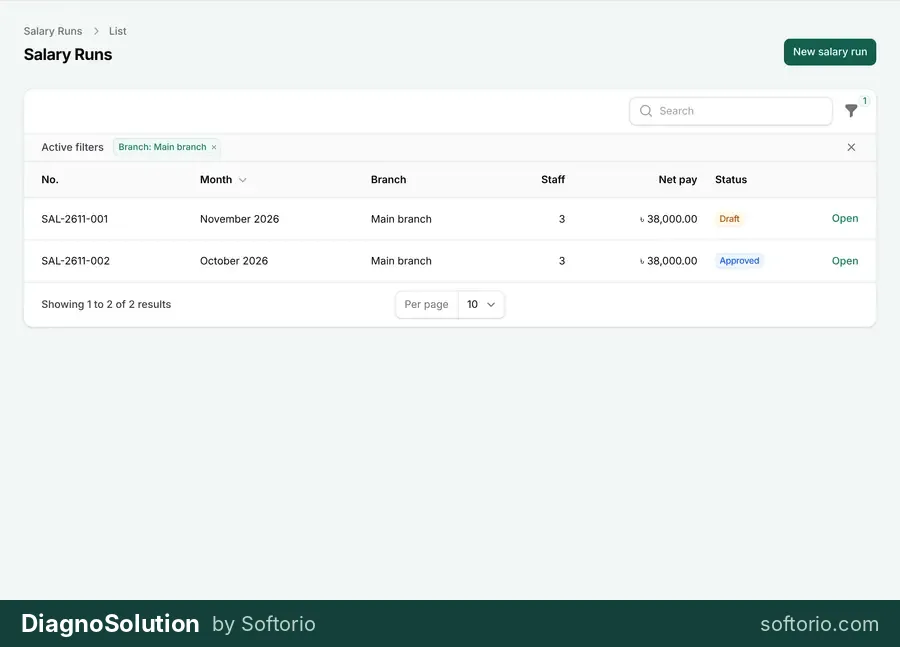 Salary Runs > List
Salary Runs
New salary run
Search
1
Active filters Branch: Main branch ×
No. Month Branch Staff Net pay Status
SAL-2611-001 November 2026 Main branch 3 ৳ 38,000.00 Draft Open
SAL-2611-002 October 2026 Main branch 3 ৳ 38,000.00 Approved Open
Showing 1 to 2 of 2 results Per page 10
DiagnoSolution by Softorio softorio.com